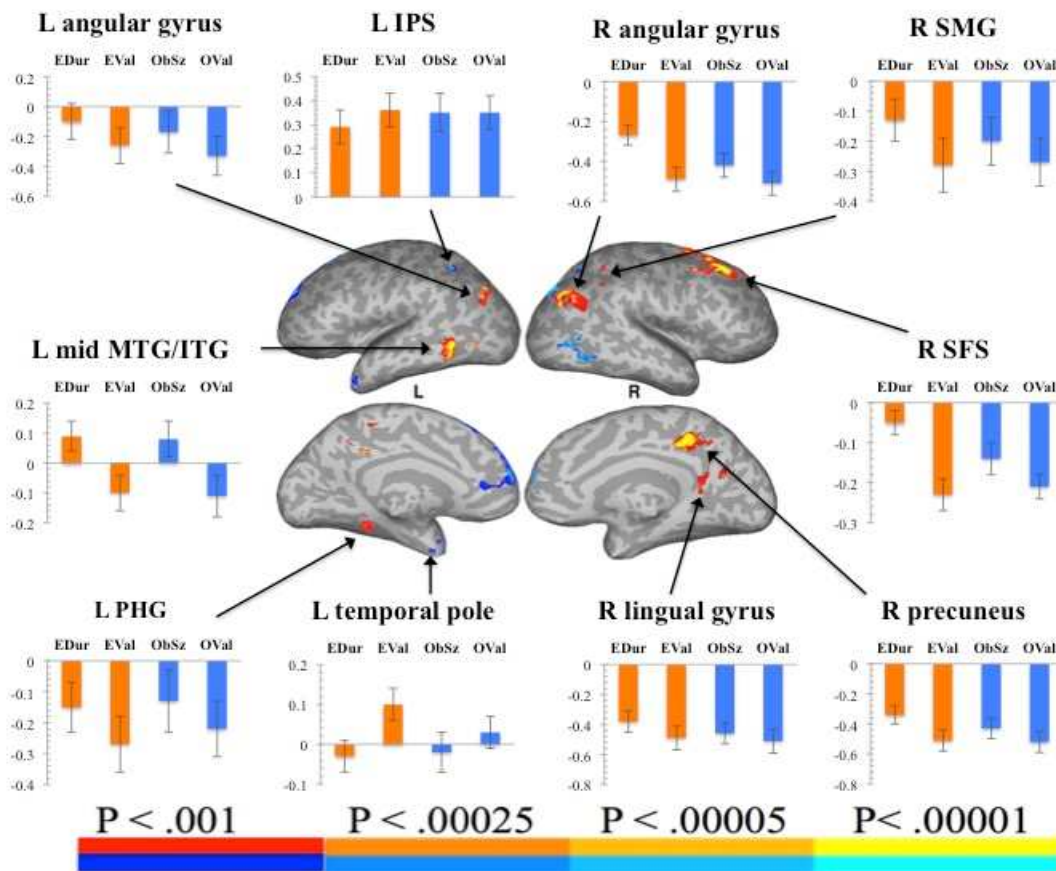 L angular gyrus
L IPS
R angular gyrus
R SMG
EDur EVal ObSz OVal
0.2
0
-0.2
-0.4
-0.6
EDur EVal ObSz OVal
0.5
0.4
0.3
0.2
0.1
0
EDur EVal ObSz OVal
0
-0.2
-0.4
-0.6
EDur EVal ObSz OVal
0
-0.1
-0.2
-0.3
-0.4
L mid MTG/ITG
EDur EVal ObSz OVal
0.2
0.1
0
-0.1
-0.2
L
R
R SFS
EDur EVal ObSz OVal
0
-0.1
-0.2
-0.3
L PHG
L temporal pole
R lingual gyrus
R precuneus
EDur EVal ObSz OVal
0
-0.1
-0.2
-0.3
-0.4
EDur EVal ObSz OVal
0.2
0.1
0
-0.1
EDur EVal ObSz OVal
0
-0.2
-0.4
-0.6
-0.8
EDur EVal ObSz OVal
0
-0.2
-0.4
-0.6
-0.8
P < .001
P < .00025
P < .00005
P< .00001